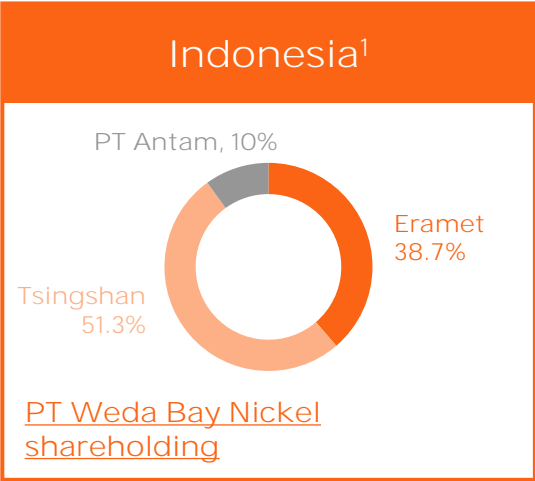 Indonesia¹
PT Antam, 10%
Eramet
38.7%
Tsingshan
51.3%
PT Weda Bay Nickel
shareholding